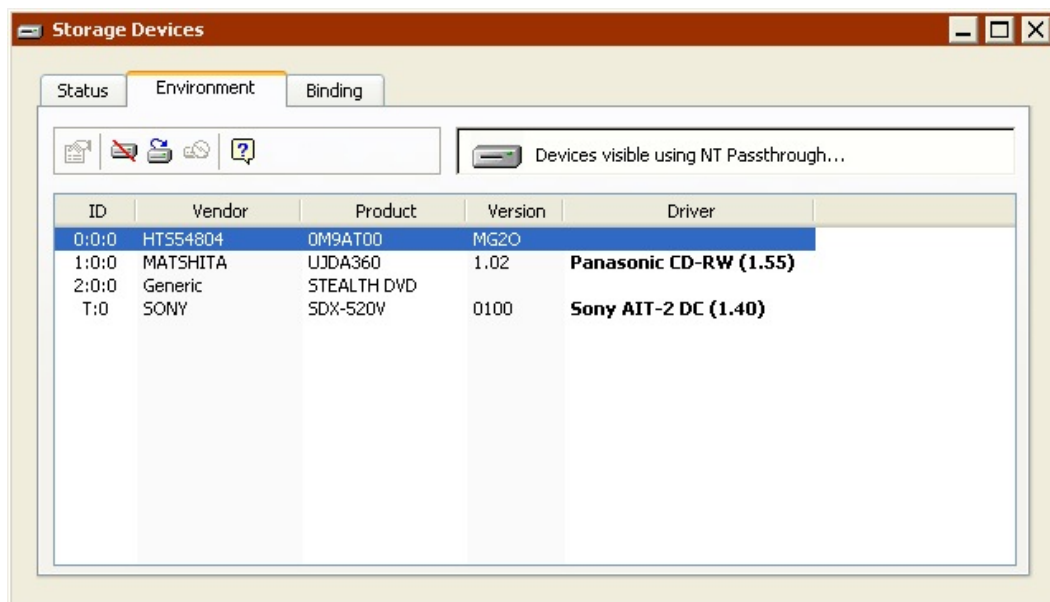 Storage Devices
Status Environment Binding
Devices visible using NT Passthrough...
ID Vendor Product Version Driver
0:0:0 HTS54804 0M9AT00 MG2O
1:0:0 MATSHITA UJDA360 1.02 Panasonic CD-RW (1.55)
2:0:0 Generic STEALTH DVD
T:0 SONY SDX-520V 0100 Sony AIT-2 DC (1.40)